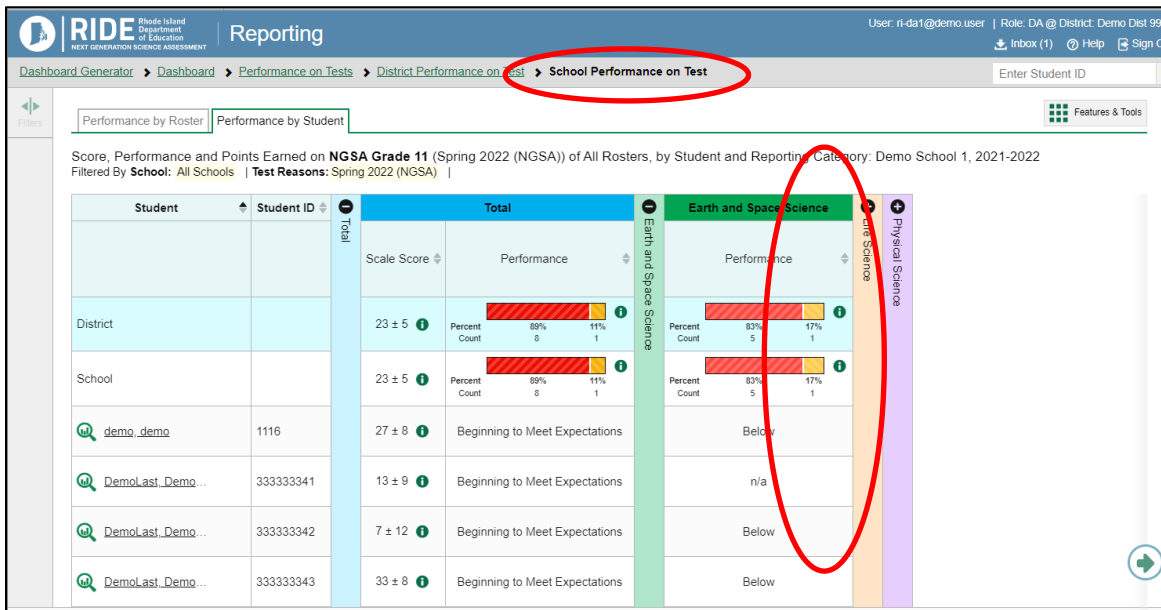 RIDE Rhode Island Department of Education
NEXT GENERATION SCIENCE ASSESSMENT
Reporting
User: ri-da1@demo.user | Role: DA @ District: Demo Dist 99
Inbox (1) Help Sign O
Dashboard Generator Dashboard Performance on Tests District Performance on Test School Performance on Test
Enter Student ID
Filters
Performance by Roster Performance by Student
Features & Tools
Score, Performance and Points Earned on NGSA Grade 11 (Spring 2022 (NGSA)) of All Rosters, by Student and Reporting Category: Demo School 1, 2021-2022
Filtered By School: All Schools | Test Reasons: Spring 2022 (NGSA) |
Student Student ID Total Total Earth and Space Science Earth and Space Science Life Science Physical Science
Scale Score Performance Performance
District 23 ± 5
Percent 89% 11% Percent 83% 17%
Count 8 1 Count 5 1
School 23 ± 5
Percent 89% 11% Percent 83% 17%
Count 8 1 Count 5 1
demo, demo 1116 27 ± 8 Beginning to Meet Expectations Below
DemoLast, Demo... 333333341 13 ± 9 Beginning to Meet Expectations n/a
DemoLast, Demo... 333333342 7 ± 12 Beginning to Meet Expectations Below
DemoLast, Demo... 333333343 33 ± 8 Beginning to Meet Expectations Below